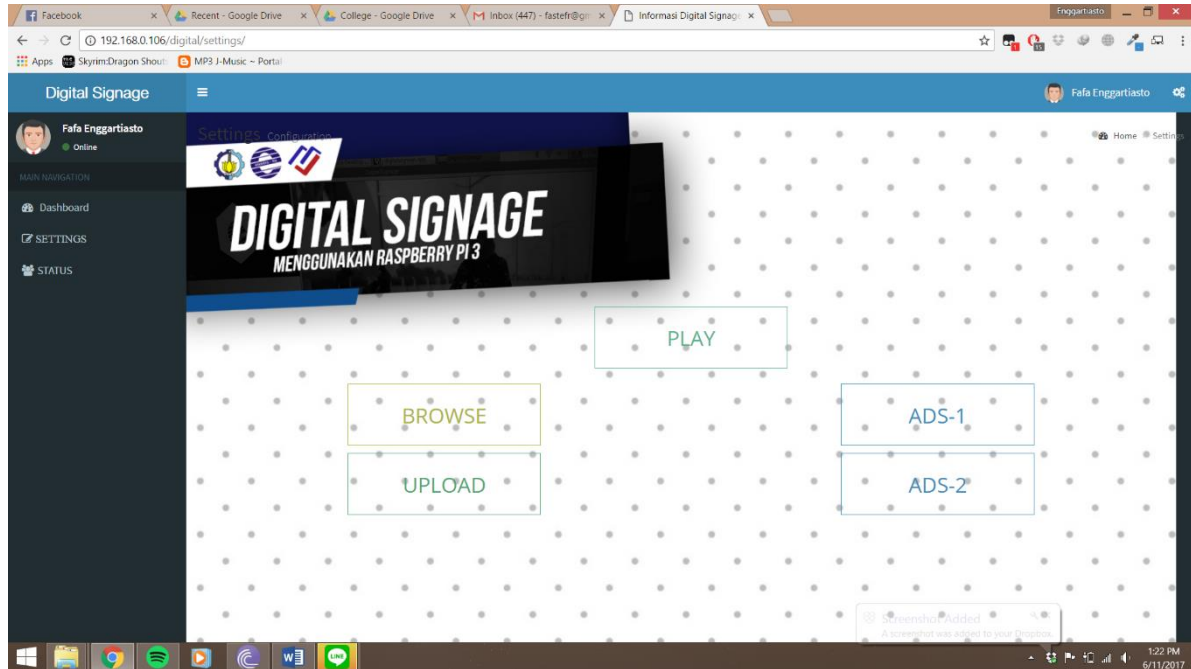 Enggartiasto
Facebook
Recent - Google Drive
College - Google Drive
Inbox (447) - fastefr@gm
Informasi Digital Signage
192.168.0.106/digital/settings/
Apps
Skyrim:Dragon Shout
MP3 J-Music ~ Portal
Digital Signage
Fafa Enggartiasto
Fafa Enggartiasto
Online
Settings Configuration
Home
Settings
MAIN NAVIGATION
Dashboard
SETTINGS
STATUS
DIGITAL SIGNAGE
MENGGUNAKAN RASPBERRY PI 3
PLAY
BROWSE
ADS-1
UPLOAD
ADS-2
Screenshot Added
A screenshot was added to your Dropbox.
LINE
1:22 PM
6/11/2017